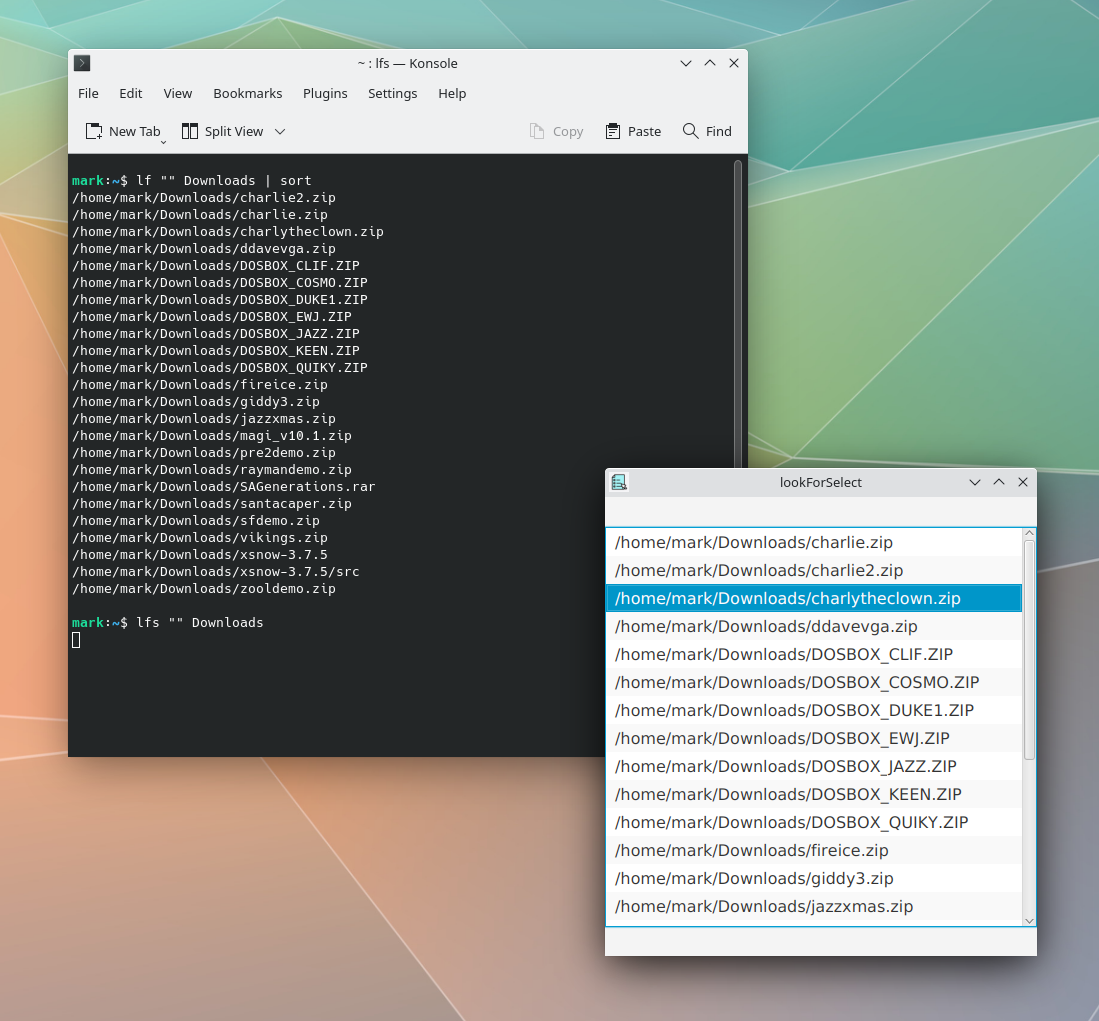 ~ : lfs — Konsole
File Edit View Bookmarks Plugins Settings Help
New Tab Split View Copy Paste Find
mark:~$ lf "" Downloads | sort
/home/mark/Downloads/charlie2.zip
/home/mark/Downloads/charlie.zip
/home/mark/Downloads/charlytheclown.zip
/home/mark/Downloads/ddavevga.zip
/home/mark/Downloads/DOSBOX_CLIF.ZIP
/home/mark/Downloads/DOSBOX_COSMO.ZIP
/home/mark/Downloads/DOSBOX_DUKE1.ZIP
/home/mark/Downloads/DOSBOX_EWJ.ZIP
/home/mark/Downloads/DOSBOX_JAZZ.ZIP
/home/mark/Downloads/DOSBOX_KEEN.ZIP
/home/mark/Downloads/DOSBOX_QUIKY.ZIP
/home/mark/Downloads/fireice.zip
/home/mark/Downloads/giddy3.zip
/home/mark/Downloads/jazzxmas.zip
/home/mark/Downloads/magi_v10.1.zip
/home/mark/Downloads/pre2demo.zip
/home/mark/Downloads/raymandemo.zip
/home/mark/Downloads/SAGenerations.rar
/home/mark/Downloads/santacaper.zip
/home/mark/Downloads/sfdemo.zip
/home/mark/Downloads/vikings.zip
/home/mark/Downloads/xsnow-3.7.5
/home/mark/Downloads/xsnow-3.7.5/src
/home/mark/Downloads/zooldemo.zip
mark:~$ lfs "" Downloads
lookForSelect
/home/mark/Downloads/charlie.zip
/home/mark/Downloads/charlie2.zip
/home/mark/Downloads/charlytheclown.zip
/home/mark/Downloads/ddavevga.zip
/home/mark/Downloads/DOSBOX_CLIF.ZIP
/home/mark/Downloads/DOSBOX_COSMO.ZIP
/home/mark/Downloads/DOSBOX_DUKE1.ZIP
/home/mark/Downloads/DOSBOX_EWJ.ZIP
/home/mark/Downloads/DOSBOX_JAZZ.ZIP
/home/mark/Downloads/DOSBOX_KEEN.ZIP
/home/mark/Downloads/DOSBOX_QUIKY.ZIP
/home/mark/Downloads/fireice.zip
/home/mark/Downloads/giddy3.zip
/home/mark/Downloads/jazzxmas.zip